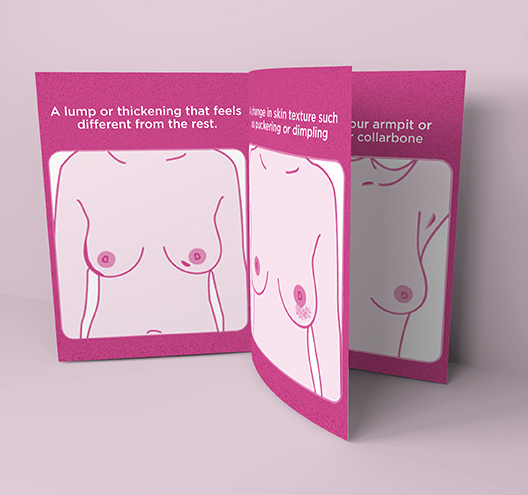 A lump or thickening that feels
different from the rest.
A change in skin texture such
as puckering or dimpling
our armpit or
r collarbone